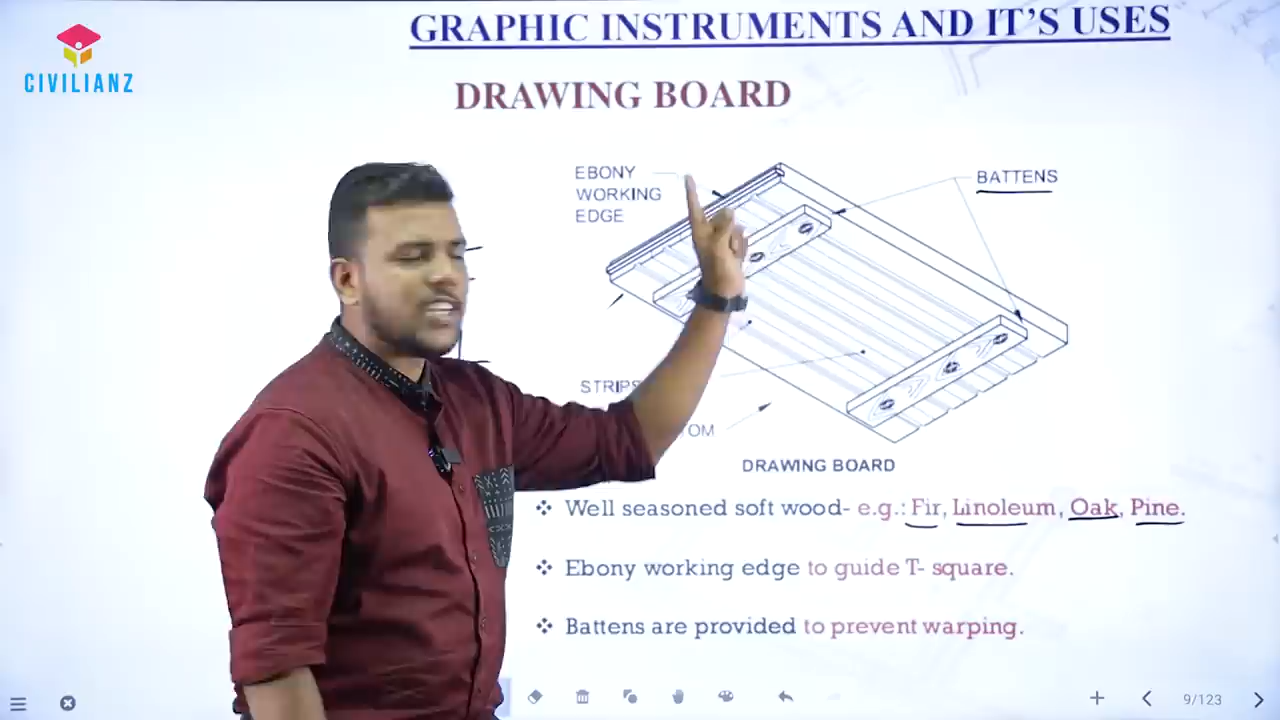 GRAPHIC INSTRUMENTS AND IT'S USES
CIVILIANZ
DRAWING BOARD
EBONY
WORKING
EDGE
BATTENS
STRIPS
DRAWING BOARD
❖ Well seasoned soft wood- e.g.: Fir, Linoleum, Oak, Pine.
❖ Ebony working edge to guide T- square.
❖ Battens are provided to prevent warping.
9/123